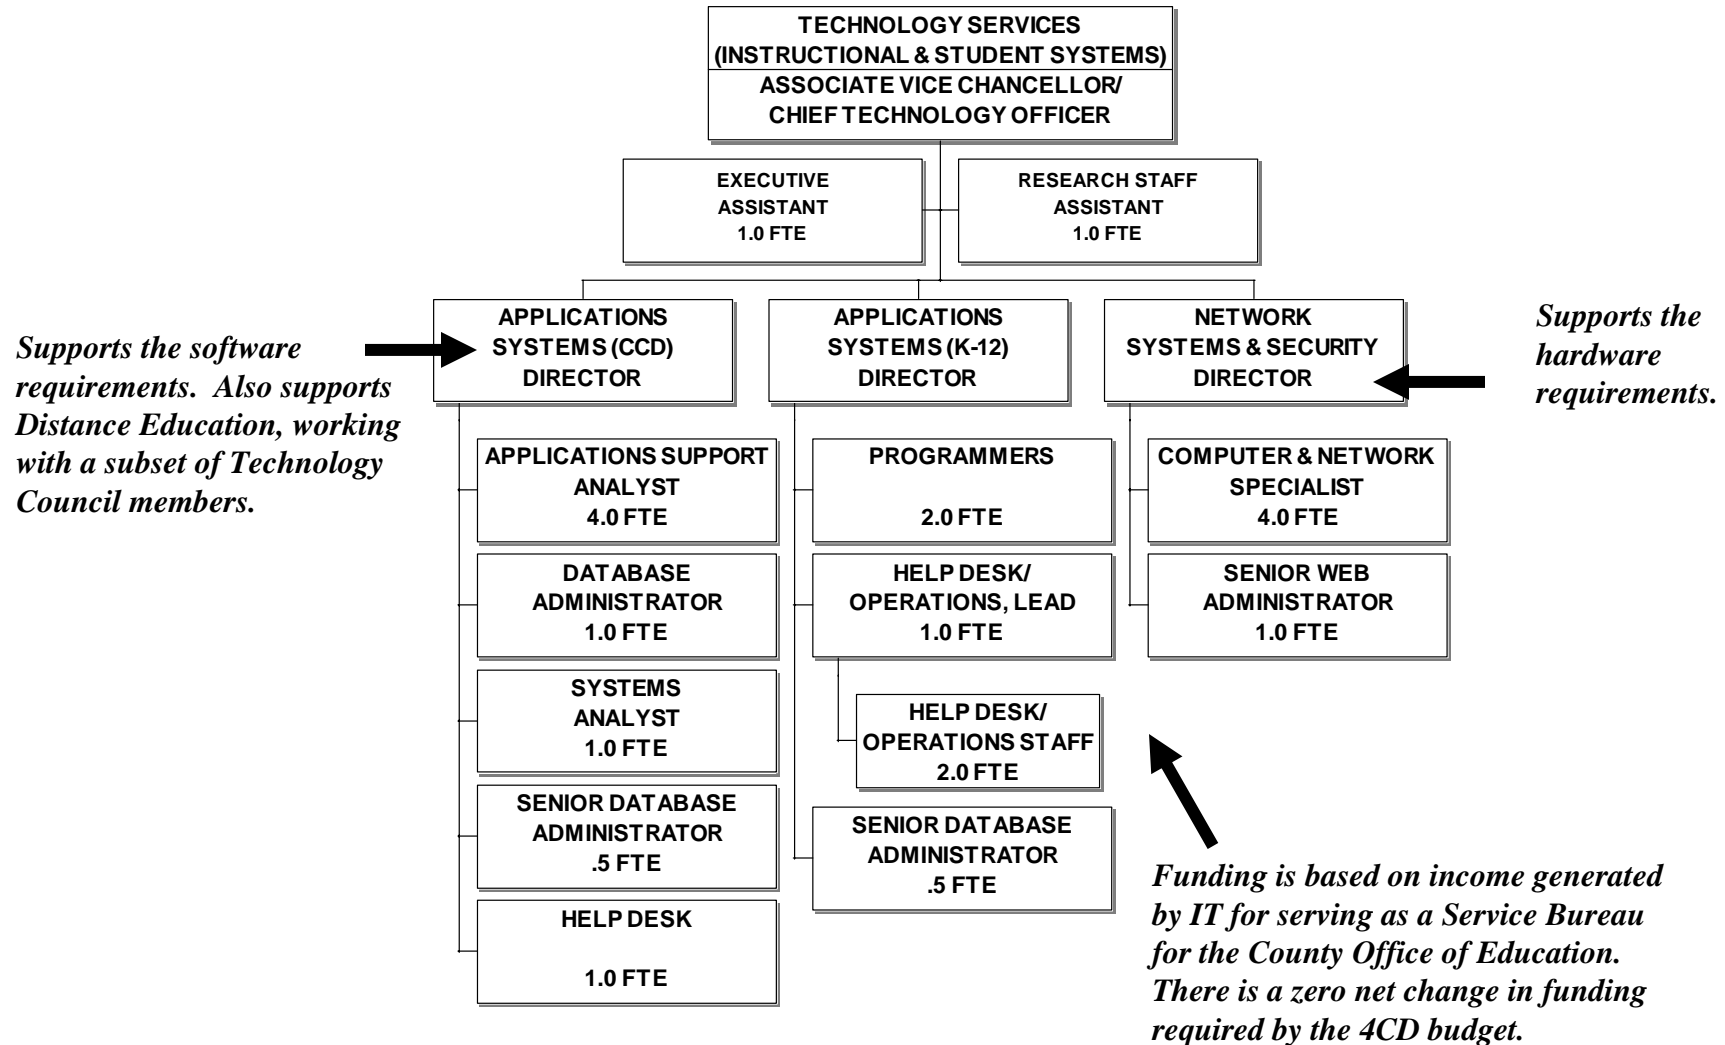 TECHNOLOGY SERVICES
(INSTRUCTIONAL & STUDENT SYSTEMS)
ASSOCIATE VICE CHANCELLOR/
CHIEF TECHNOLOGY OFFICER
EXECUTIVE
ASSISTANT
1.0 FTE
RESEARCH STAFF
ASSISTANT
1.0 FTE
Supports the software
requirements.  Also supports
Distance Education, working
with a subset of Technology
Council members.
APPLICATIONS
SYSTEMS (CCD)
DIRECTOR
APPLICATIONS
SYSTEMS (K-12)
DIRECTOR
NETWORK
SYSTEMS & SECURITY
DIRECTOR
Supports the
hardware
requirements.
APPLICATIONS SUPPORT
ANALYST
4.0 FTE
DATABASE
ADMINISTRATOR
1.0 FTE
SYSTEMS
ANALYST
1.0 FTE
SENIOR DATABASE
ADMINISTRATOR
.5 FTE
HELP DESK
1.0 FTE
PROGRAMMERS
2.0 FTE
HELP DESK/
OPERATIONS, LEAD
1.0 FTE
HELP DESK/
OPERATIONS STAFF
2.0 FTE
SENIOR DATABASE
ADMINISTRATOR
.5 FTE
COMPUTER & NETWORK
SPECIALIST
4.0 FTE
SENIOR WEB
ADMINISTRATOR
1.0 FTE
Funding is based on income generated
by IT for serving as a Service Bureau
for the County Office of Education.
There is a zero net change in funding
required by the 4CD budget.